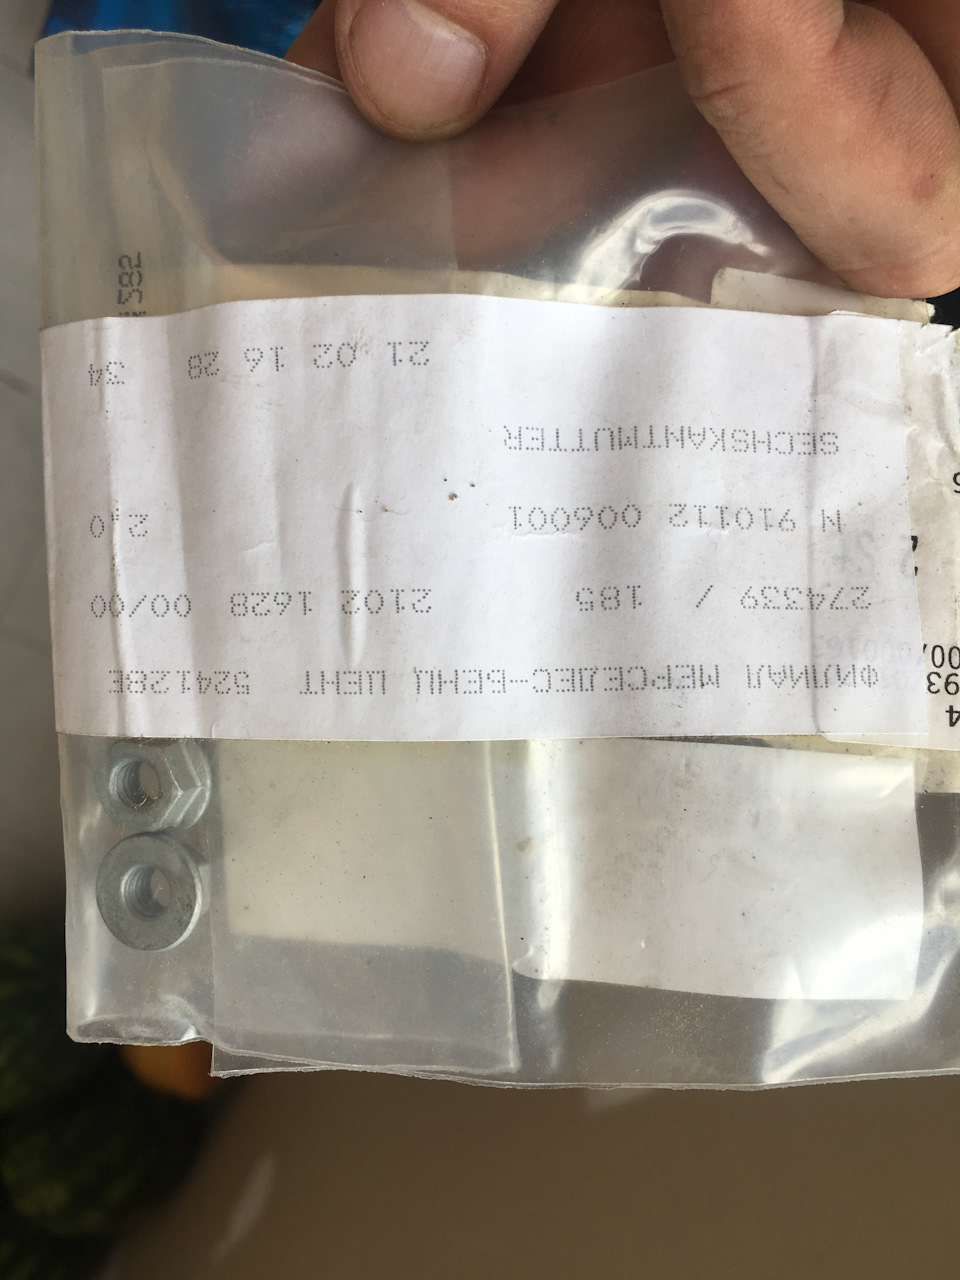 ФИЛИАЛ МЕРСЕДЕС-БЕНЦ ЦЕНТ 524128E
274339 / 185 2102 1628 00/00
N 910112 006001 2,0
SECHSKANTMUTTER
21 02 16 28 34